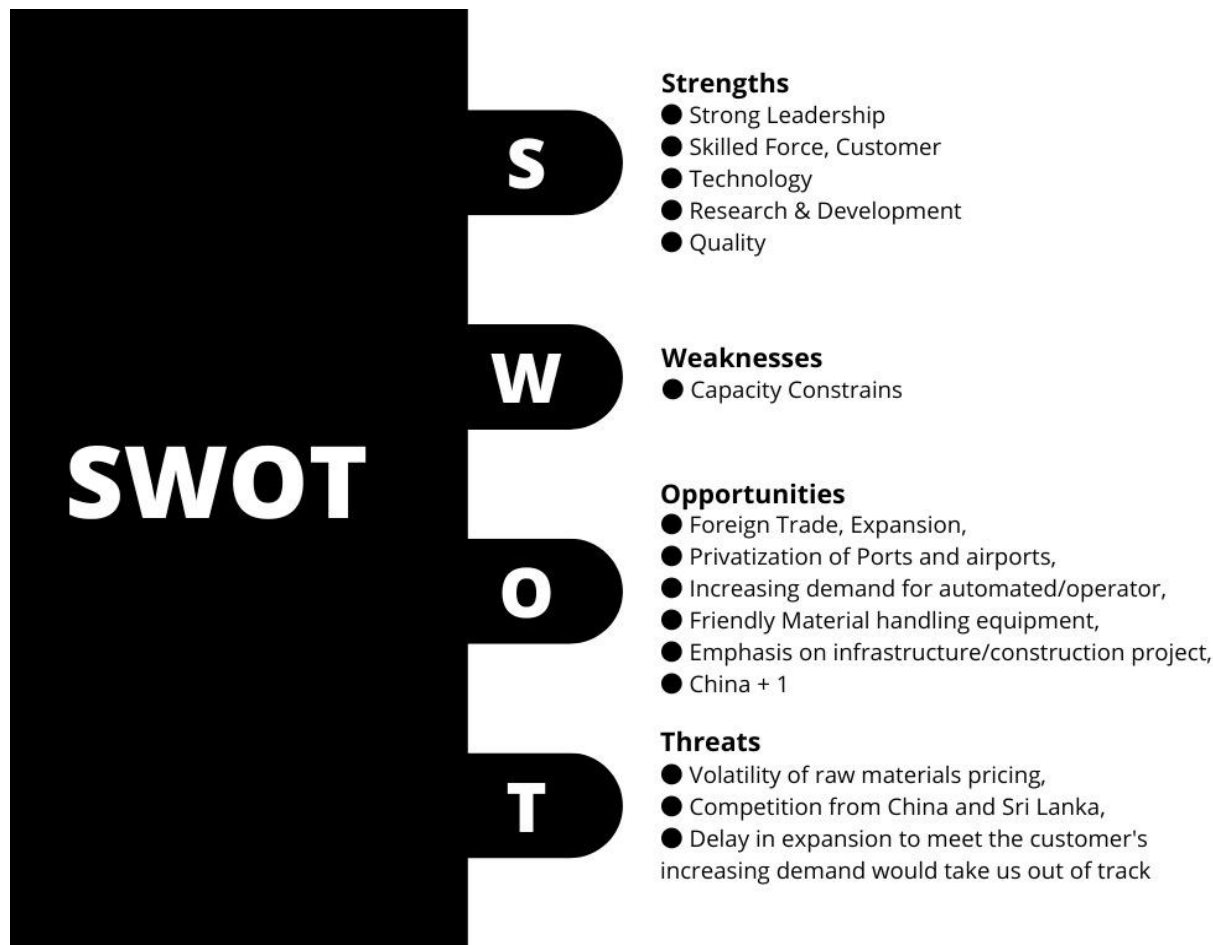 SWOT
S
Strengths
● Strong Leadership
● Skilled Force, Customer
● Technology
● Research & Development
● Quality
W
Weaknesses
● Capacity Constrains
O
Opportunities
● Foreign Trade, Expansion,
● Privatization of Ports and airports,
● Increasing demand for automated/operator,
● Friendly Material handling equipment,
● Emphasis on infrastructure/construction project,
● China + 1
T
Threats
● Volatility of raw materials pricing,
● Competition from China and Sri Lanka,
● Delay in expansion to meet the customer's
increasing demand would take us out of track